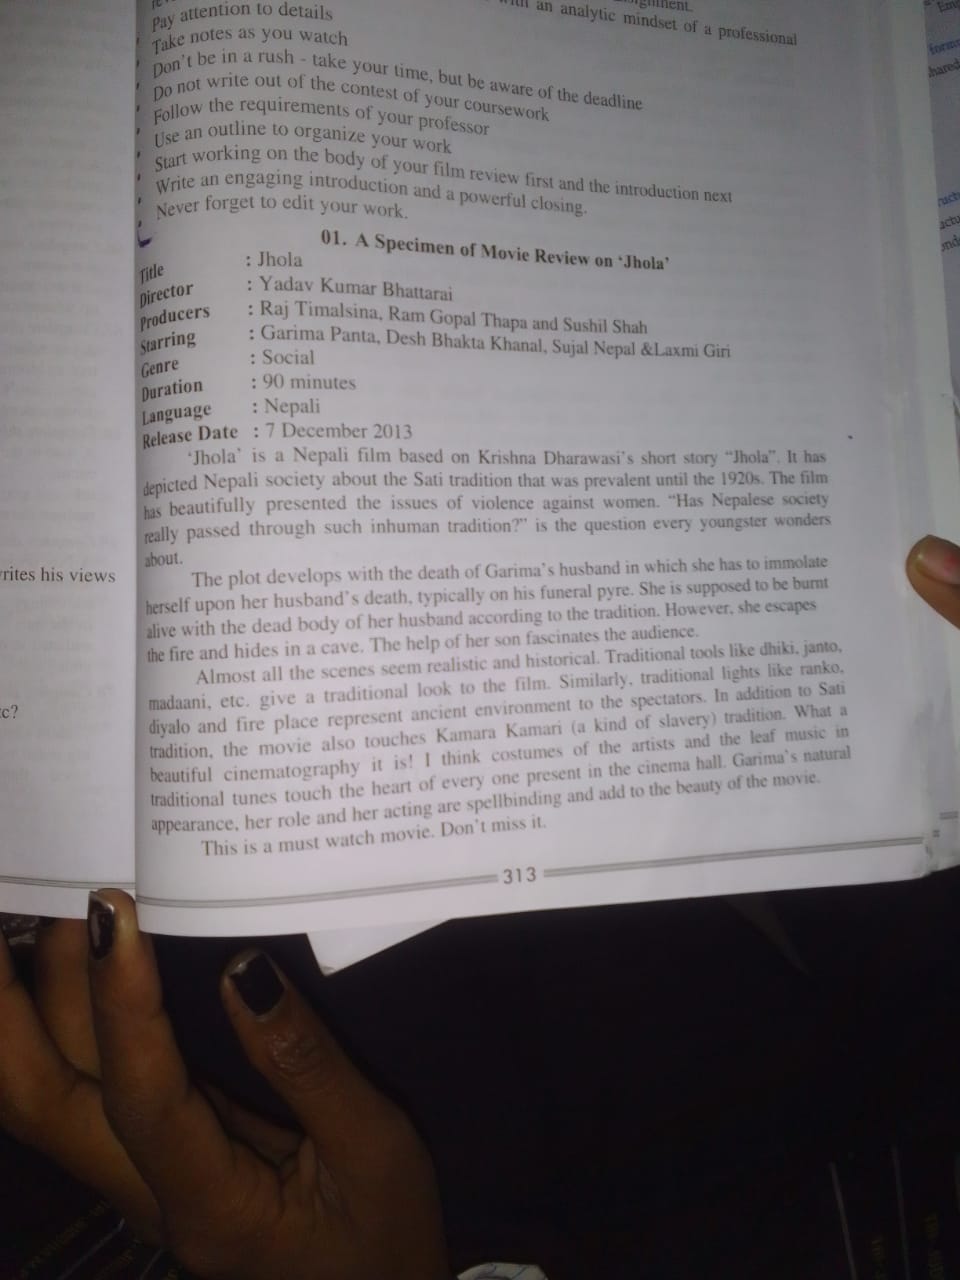 with an analytic mindset of a professional
Pay attention to details
Take notes as you watch
Don't be in a rush - take your time, but be aware of the deadline
Do not write out of the contest of your coursework
Follow the requirements of your professor
Use an outline to organize your work
Start working on the body of your film review first and the introduction next
Write an engaging introduction and a powerful closing.
Never forget to edit your work.
01. A Specimen of Movie Review on ‘Jhola’
Title : Jhola
Director : Yadav Kumar Bhattarai
Producers : Raj Timalsina, Ram Gopal Thapa and Sushil Shah
Starring : Garima Panta, Desh Bhakta Khanal, Sujal Nepal &Laxmi Giri
Genre : Social
Duration : 90 minutes
Language : Nepali
Release Date : 7 December 2013
‘Jhola’ is a Nepali film based on Krishna Dharawasi's short story “Jhola”. It has
depicted Nepali society about the Sati tradition that was prevalent until the 1920s. The film
has beautifully presented the issues of violence against women. “Has Nepalese society
really passed through such inhuman tradition?” is the question every youngster wonders
about.
The plot develops with the death of Garima's husband in which she has to immolate
herself upon her husband's death, typically on his funeral pyre. She is supposed to be burnt
alive with the dead body of her husband according to the tradition. However, she escapes
the fire and hides in a cave. The help of her son fascinates the audience.
Almost all the scenes seem realistic and historical. Traditional tools like dhiki, janto,
madaani, etc. give a traditional look to the film. Similarly, traditional lights like ranko,
diyalo and fire place represent ancient environment to the spectators. In addition to Sati
tradition, the movie also touches Kamara Kamari (a kind of slavery) tradition. What a
beautiful cinematography it is! I think costumes of the artists and the leaf music in
traditional tunes touch the heart of every one present in the cinema hall. Garima's natural
appearance, her role and her acting are spellbinding and add to the beauty of the movie.
This is a must watch movie. Don't miss it.
313
rites his views